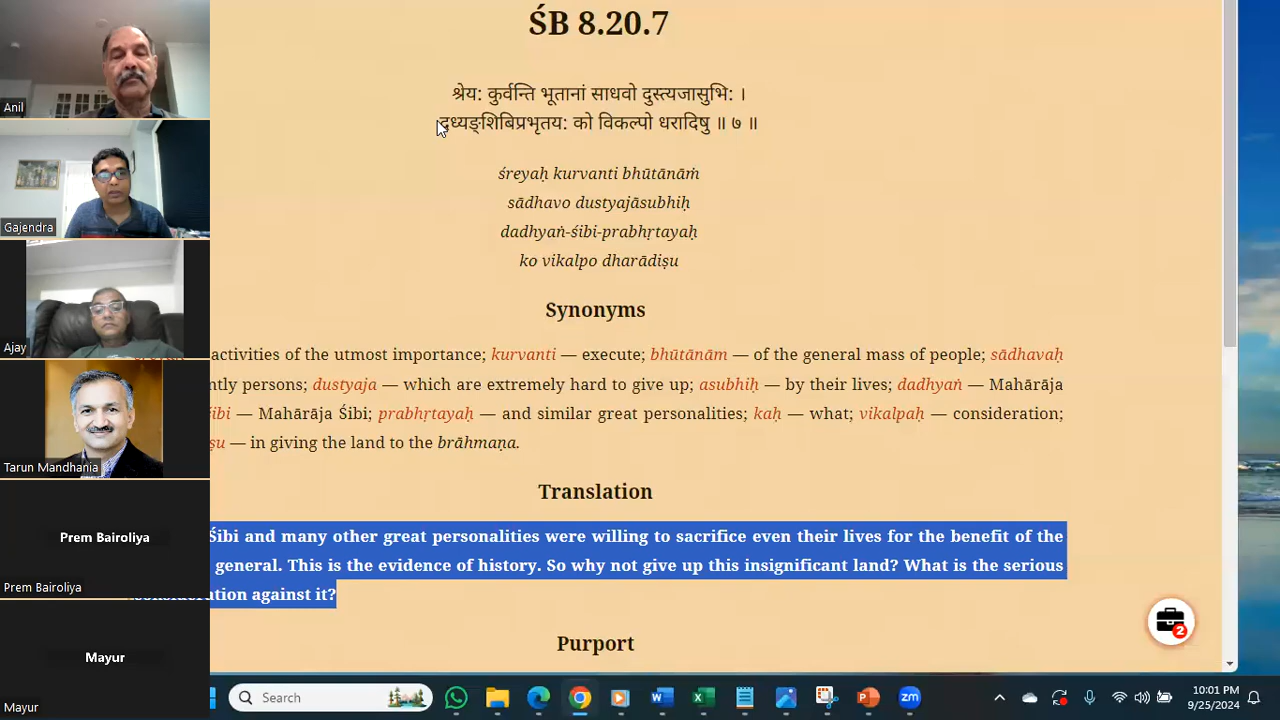 ŚB 8.20.7
श्रेय: कुर्वन्ति भूतानां साधवो दुस्त्यजासुभि: ।
दध्यङ्‍शिबिप्रभृतय: को विकल्पो धरादिषु ॥ ७ ॥
śreyaḥ kurvanti bhūtānāṁ
sādhavo dustyajāsubhiḥ
dadhyaṅ-śibi-prabhṛtayaḥ
ko vikalpo dharādiṣu
Synonyms
activities of the utmost importance; kurvanti — execute; bhūtānām — of the general mass of people; sādhavaḥ
ntly persons; dustyaja — which are extremely hard to give up; asubhiḥ — by their lives; dadhyaṅ — Mahārāja
śibi — Mahārāja Śibi; prabhṛtayaḥ — and similar great personalities; kaḥ — what; vikalpaḥ — consideration;
ṣu — in giving the land to the brāhmaṇa.
Translation
Śibi and many other great personalities were willing to sacrifice even their lives for the benefit of the
general. This is the evidence of history. So why not give up this insignificant land? What is the serious
ation against it?
Purport
Anil
Gajendra
Ajay
Tarun Mandhania
Prem Bairoliya
Prem Bairoliya
Mayur
Mayur
2
Search
zm
10:01 PM
9/25/2024